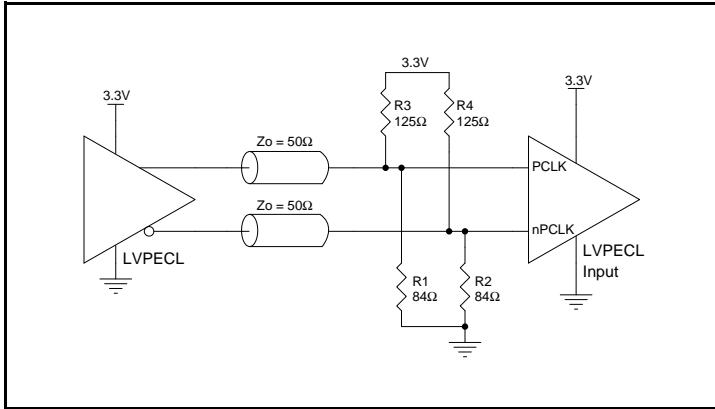 3.3V
3.3V
3.3V
R3
125Ω
R4
125Ω
Zo = 50Ω
PCLK
Zo = 50Ω
nPCLK
LVPECL
LVPECL
Input
R1
84Ω
R2
84Ω